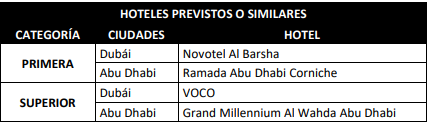 HOTELES PREVISTOS O SIMILARES
CATEGORÍA CIUDADES HOTEL
PRIMERA Dubái Novotel Al Barsha
Abu Dhabi Ramada Abu Dhabi Corniche
SUPERIOR Dubái VOCO
Abu Dhabi Grand Millennium Al Wahda Abu Dhabi